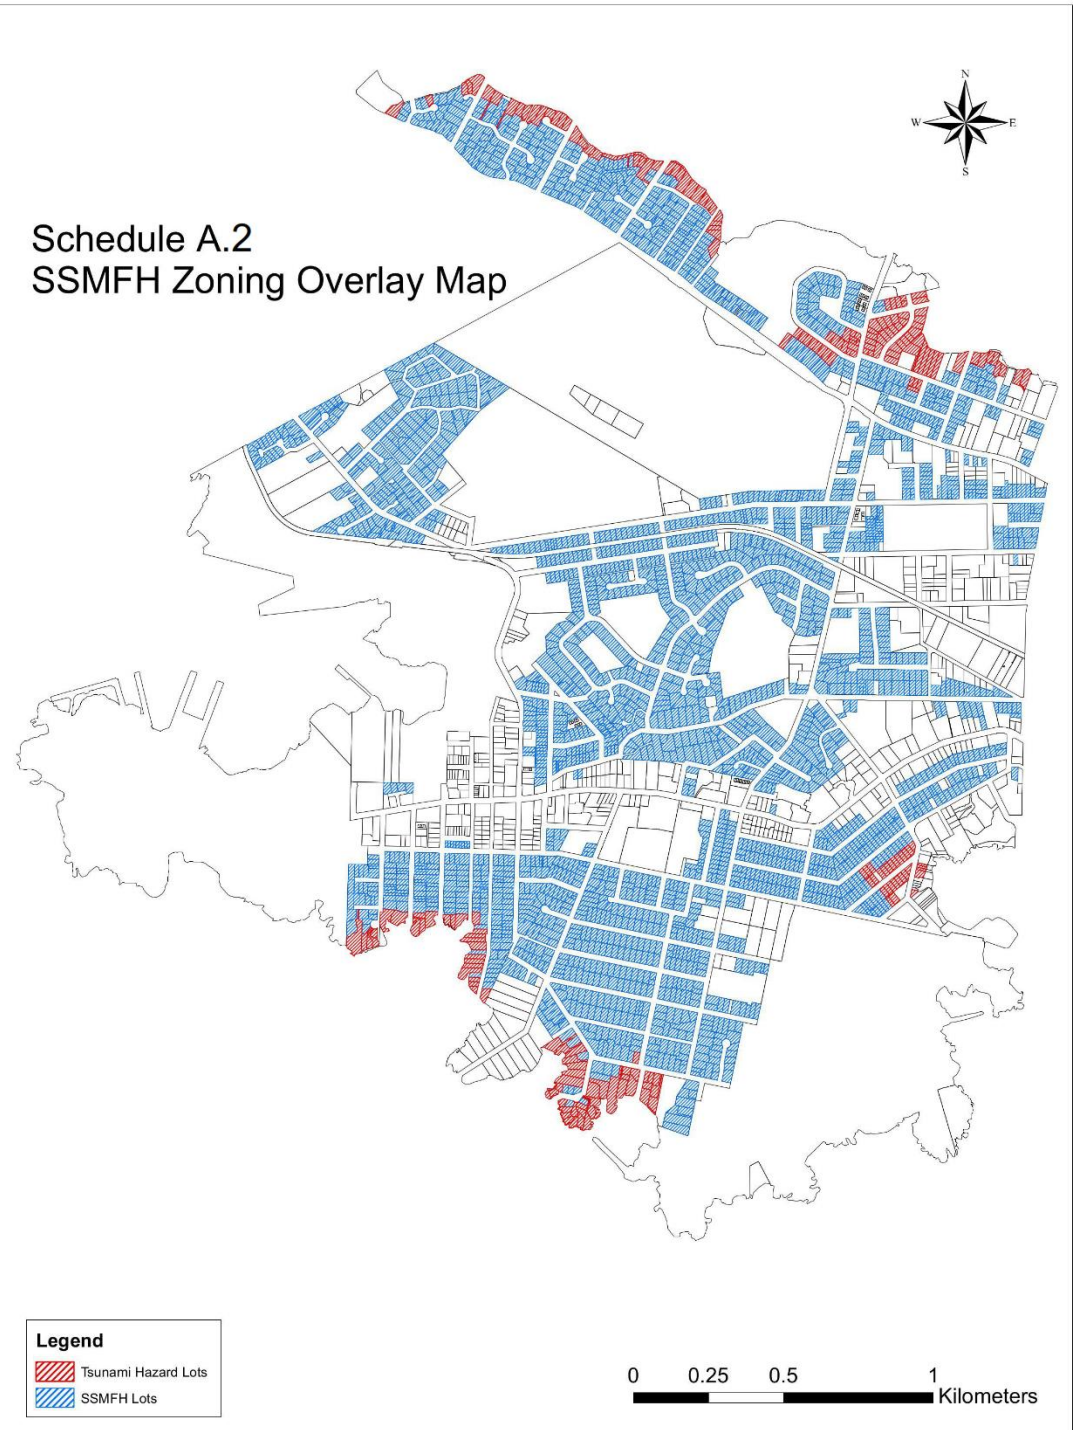 N
W E
S
Schedule A.2
SSMFH Zoning Overlay Map
Legend
Tsunami Hazard Lots
SSMFH Lots
0 0.25 0.5 1
Kilometers